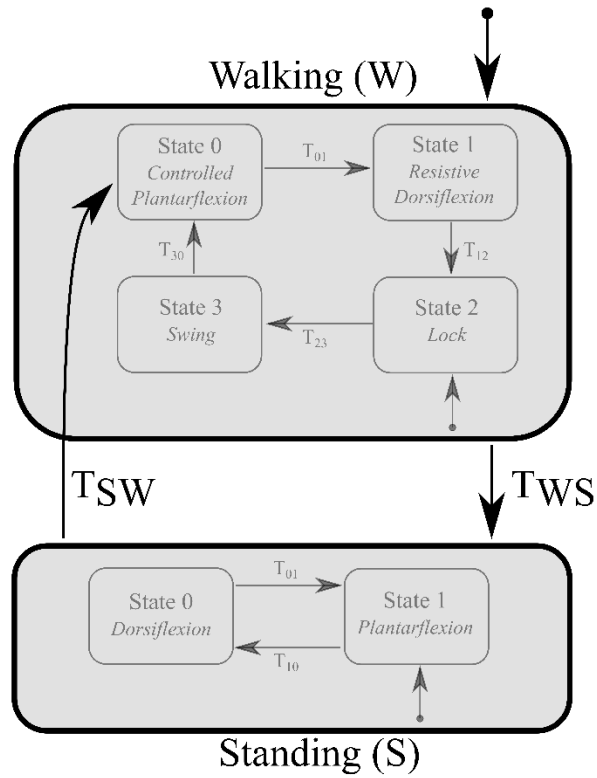 Walking (W)
State 0
Controlled
Plantarflexion
T01
State 1
Resistive
Dorsiflexion
T30
T12
State 3
Swing
T23
State 2
Lock
TSW
TWS
State 0
Dorsiflexion
T01
T10
State 1
Plantarflexion
Standing (S)